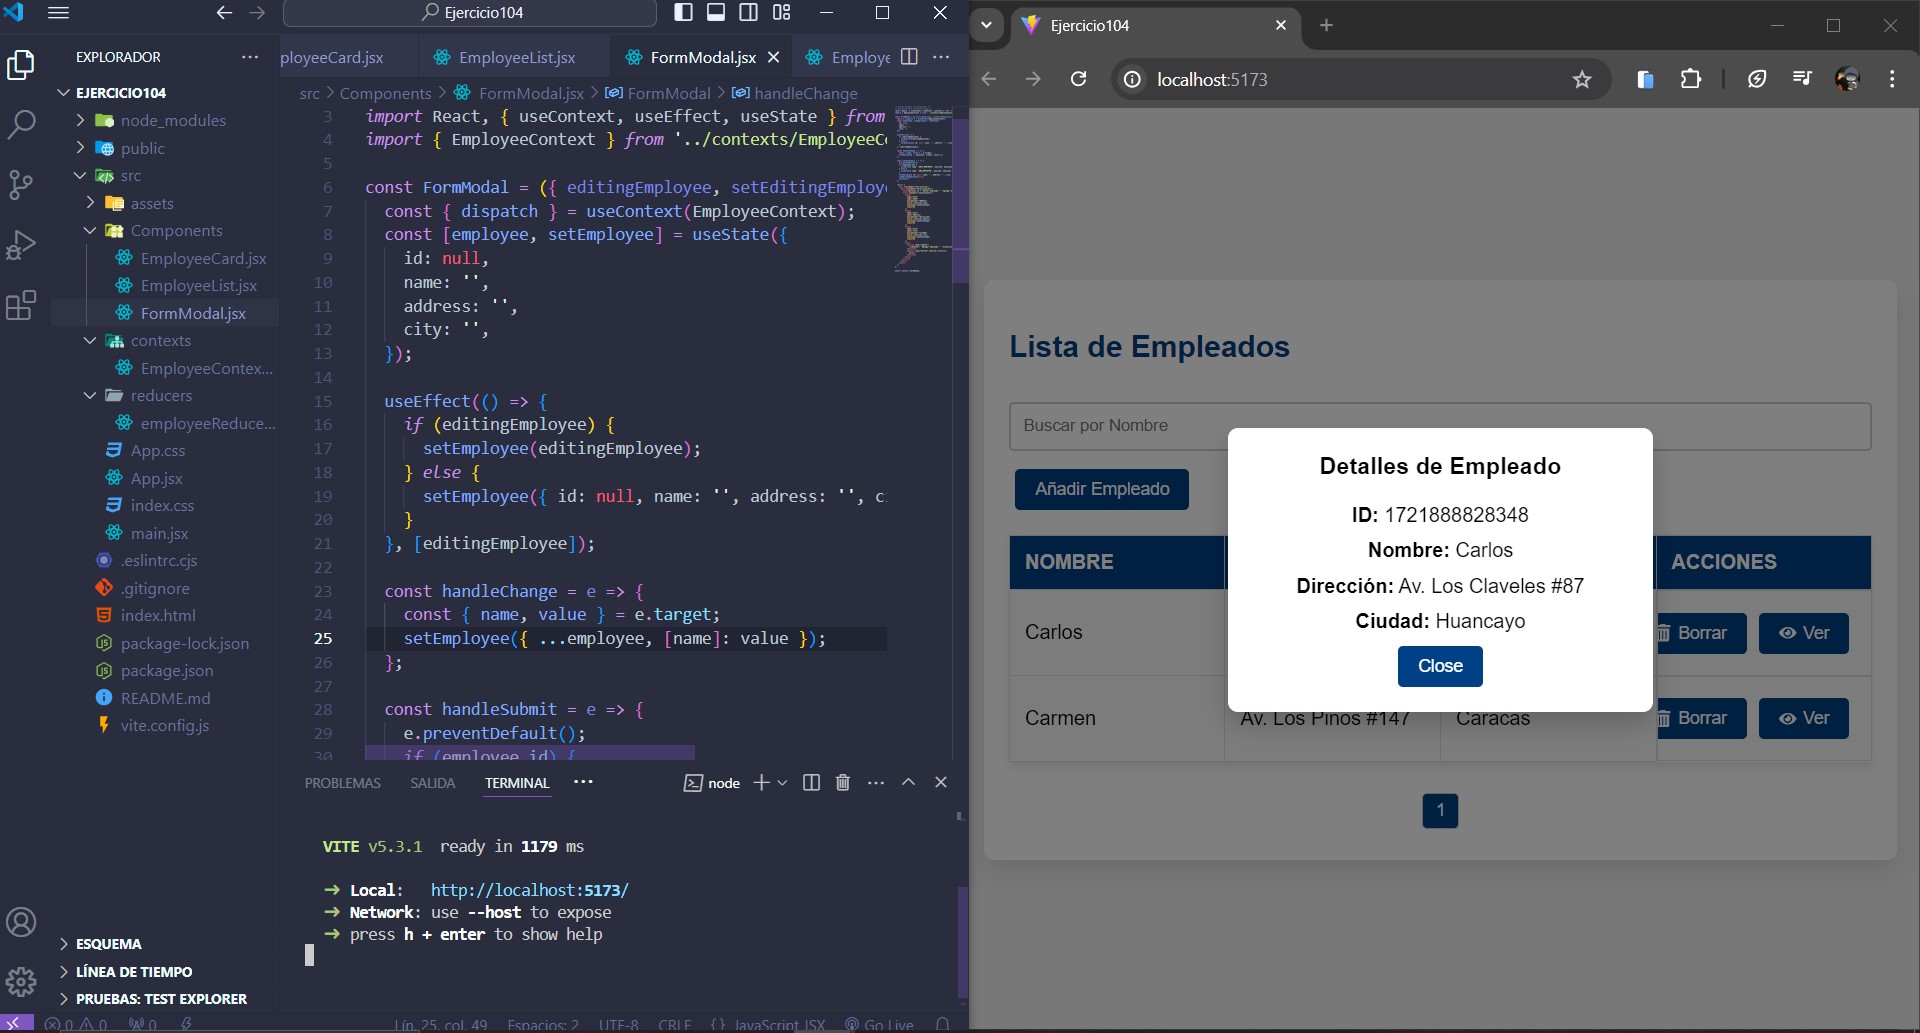 Ejercicio104
EXPLORADOR
EJERCICIO104
node_modules
public
src
assets
Components
EmployeeCard.jsx
EmployeeList.jsx
FormModal.jsx
contexts
EmployeeContex...
reducers
employeeReduce...
App.css
App.jsx
index.css
main.jsx
.eslintrc.cjs
.gitignore
index.html
package-lock.json
package.json
README.md
vite.config.js
ESQUEMA
LÍNEA DE TIEMPO
PRUEBAS: TEST EXPLORER
ployeeCard.jsx EmployeeList.jsx FormModal.jsx Employe
src > Components > FormModal.jsx > FormModal > handleChange
3 import React, { useContext, useEffect, useState } from
4 import { EmployeeContext } from '../contexts/EmployeeC
5
6 const FormModal = ({ editingEmployee, setEditingEmploye
7 const { dispatch } = useContext(EmployeeContext);
8 const [employee, setEmployee] = useState({
9 id: null,
10 name: '',
11 address: '',
12 city: '',
13 });
14
15 useEffect(() => {
16 if (editingEmployee) {
17 setEmployee(editingEmployee);
18 } else {
19 setEmployee({ id: null, name: '', address: '', c
20 }
21 }, [editingEmployee]);
22
23 const handleChange = e => {
24 const { name, value } = e.target;
25 setEmployee({ ...employee, [name]: value });
26 };
27
28 const handleSubmit = e => {
29 e.preventDefault();
30 if (employee.id) {
PROBLEMAS SALIDA TERMINAL ... node
VITE v5.3.1 ready in 1179 ms
➜ Local: http://localhost:5173/
➜ Network: use --host to expose
➜ press h + enter to show help
0 0 0 Lín. 25, col. 49 Espacios: 2 UTF-8 CRLF {} JavaScript JSX Go Live
Ejercicio104
localhost:5173
Lista de Empleados
Buscar por Nombre
Añadir Empleado
NOMBRE ACCIONES
Carlos Borrar Ver
Carmen Av. Los Pinos #147 Caracas Borrar Ver
1
Detalles de Empleado
ID: 1721888828348
Nombre: Carlos
Dirección: Av. Los Claveles #87
Ciudad: Huancayo
Close